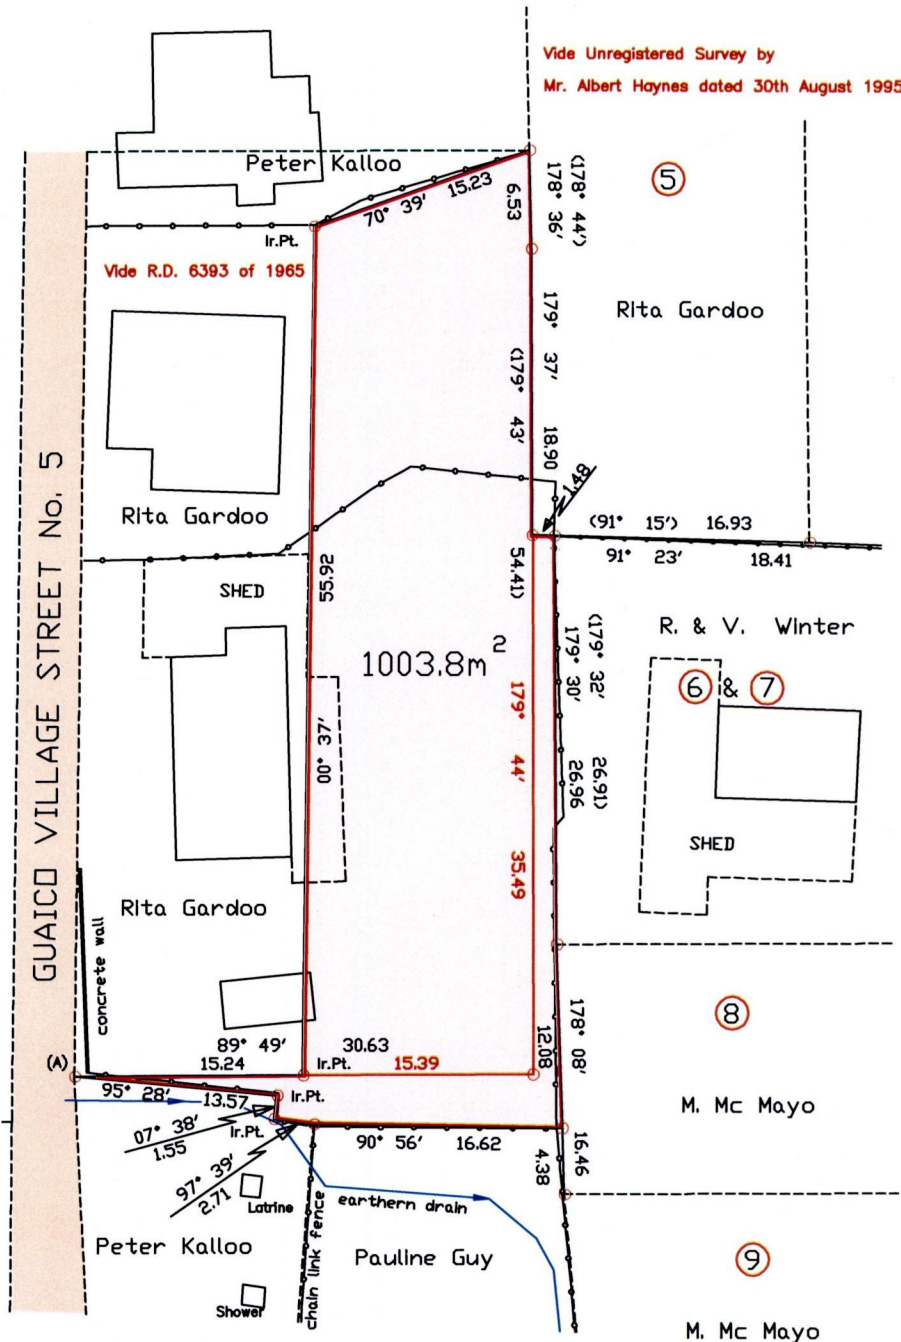 Vide Unregistered Survey by
Mr. Albert Haynes dated 30th August 1995
Peter Kalloo
70° 39' 15.23
6.53
178° 36'
(178° 44')
5
Ir.Pt.
Vide R.D. 6393 of 1965
Rita Gardoo
179° 37' 18.90
(179° 43' 54.41)
1.48
(91° 15') 16.93
91° 23' 18.41
GUAICO VILLAGE STREET No. 5
Rita Gardoo
SHED
55.92
00° 37'
1003.8m²
179° 44' 35.49
(179° 32' 26.91)
179° 30' 26.96
R. & V. Winter
6 & 7
SHED
Rita Gardoo
concrete wall
89° 49' 30.63
(A)
15.24
Ir.Pt.
15.39
12.08
178° 08' 16.46
8
M. Mc Mayo
95° 28' 13.57
Ir.Pt.
07° 38'
1.55
Ir.Pt.
90° 56' 16.62
4.38
97° 39'
2.71
Latrine
earthern drain
chain link fence
Peter Kalloo
Pauline Guy
9
Shower
M. Mc Mayo